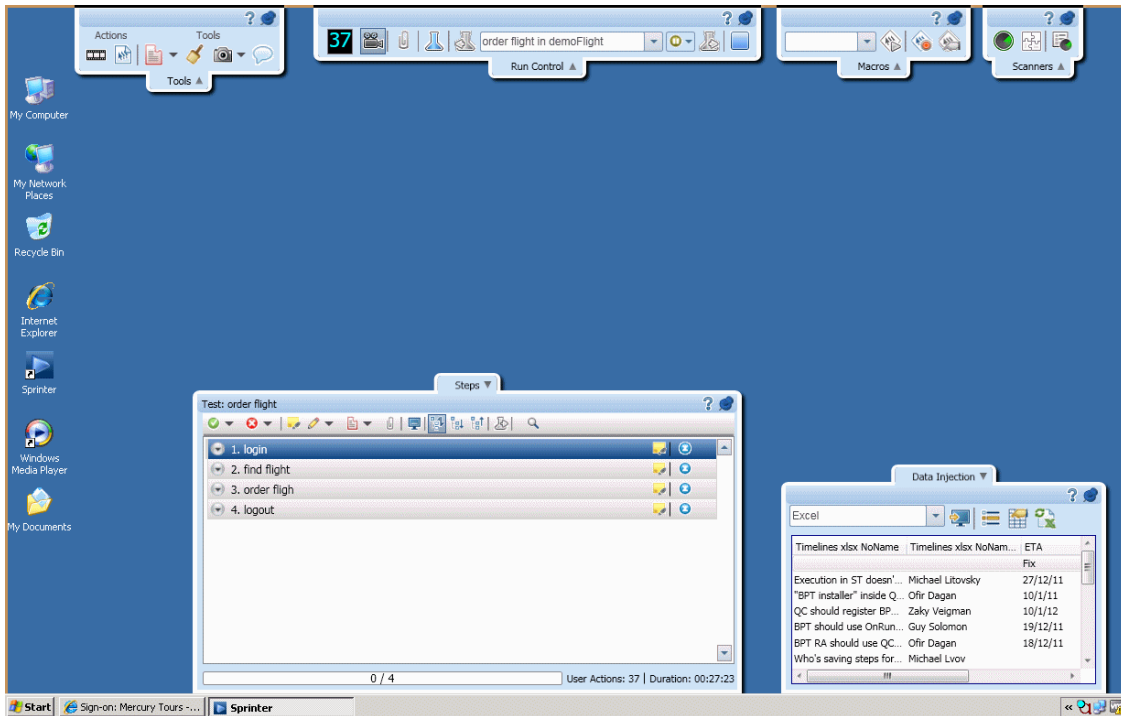 Actions
Tools
Tools
37
order flight in demoFlight
Run Control
Macros
Scanners
?
?
?
?
My Computer
My Network
Places
Recycle Bin
Internet
Explorer
Sprinter
Windows
Media Player
My Documents
Steps
Test: order flight
?
1. login
2. find flight
3. order fligh
4. logout
0 / 4
User Actions: 37 | Duration: 00:27:23
Data Injection
?
Excel
Timelines xlsx NoName Timelines xlsx NoNam... ETA
Fix
Execution in ST doesn'... Michael Litovsky 27/12/11
"BPT installer" inside Q... Ofir Dagan 10/1/11
QC should register BP... Zaky Veigman 10/1/12
BPT should use OnRun... Guy Solomon 19/12/11
BPT RA should use QC... Ofir Dagan 18/12/11
Who's saving steps for... Michael Lvov
Start
Sign-on: Mercury Tours -...
Sprinter
«